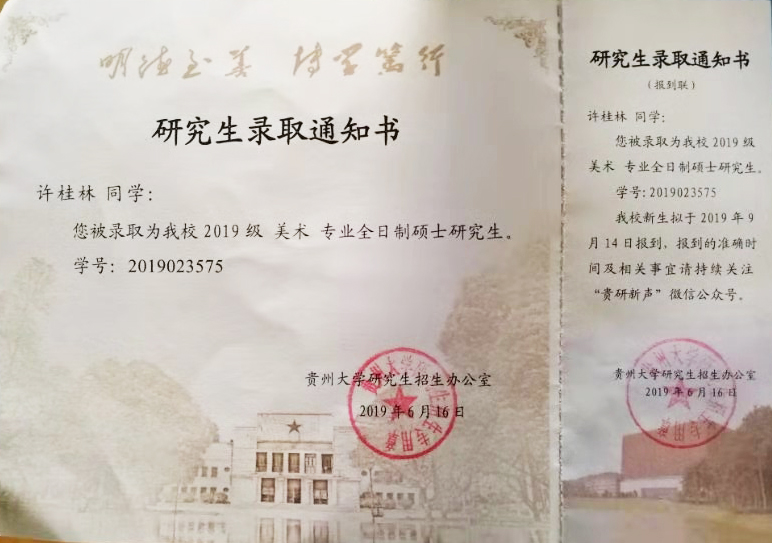 明德至善 博学笃行
研究生录取通知书
许桂林 同学：
您被录取为我校 2019 级 美术 专业全日制硕士研究生。
学号：2019023575
贵州大学研究生招生办公室
2019 年 6 月 16 日
研究生录取通知书
（报到联）
许桂林 同学：
您被录取为我校 2019 级
美术 专业全日制硕士研究生。
学号：2019023575
我校新生拟于 2019 年 9
月 14 日报到，报到的准确时
间及相关事宜请持续关注
“贵研新声”微信公众号。
贵州大学研究生招生办公室
2019 年 6 月 16 日